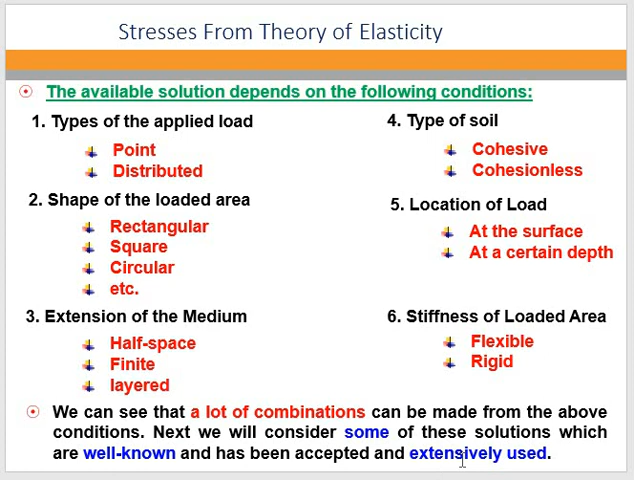 Stresses From Theory of Elasticity
The available solution depends on the following conditions:
1. Types of the applied load
Point
Distributed
2. Shape of the loaded area
Rectangular
Square
Circular
etc.
3. Extension of the Medium
Half-space
Finite
layered
4. Type of soil
Cohesive
Cohesionless
5. Location of Load
At the surface
At a certain depth
6. Stiffness of Loaded Area
Flexible
Rigid
We can see that a lot of combinations can be made from the above
conditions. Next we will consider some of these solutions which
are well-known and has been accepted and extensively used.